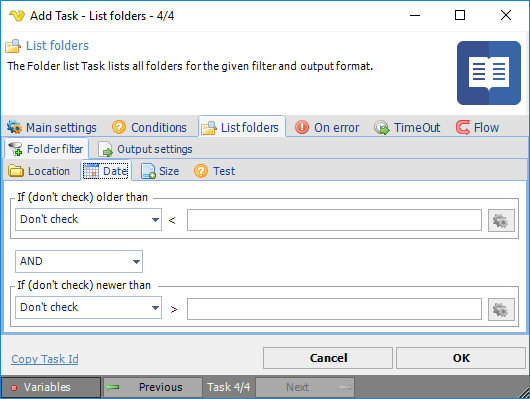 Add Task - List folders - 4/4
List folders
The Folder list Task lists all folders for the given filter and output format.
Main settings Conditions List folders On error TimeOut Flow
Folder filter Output settings
Location Date Size Test
If (don't check) older than
Don't check <
AND
If (don't check) newer than
Don't check >
Copy Task Id Cancel OK
Variables Previous Task 4/4 Next